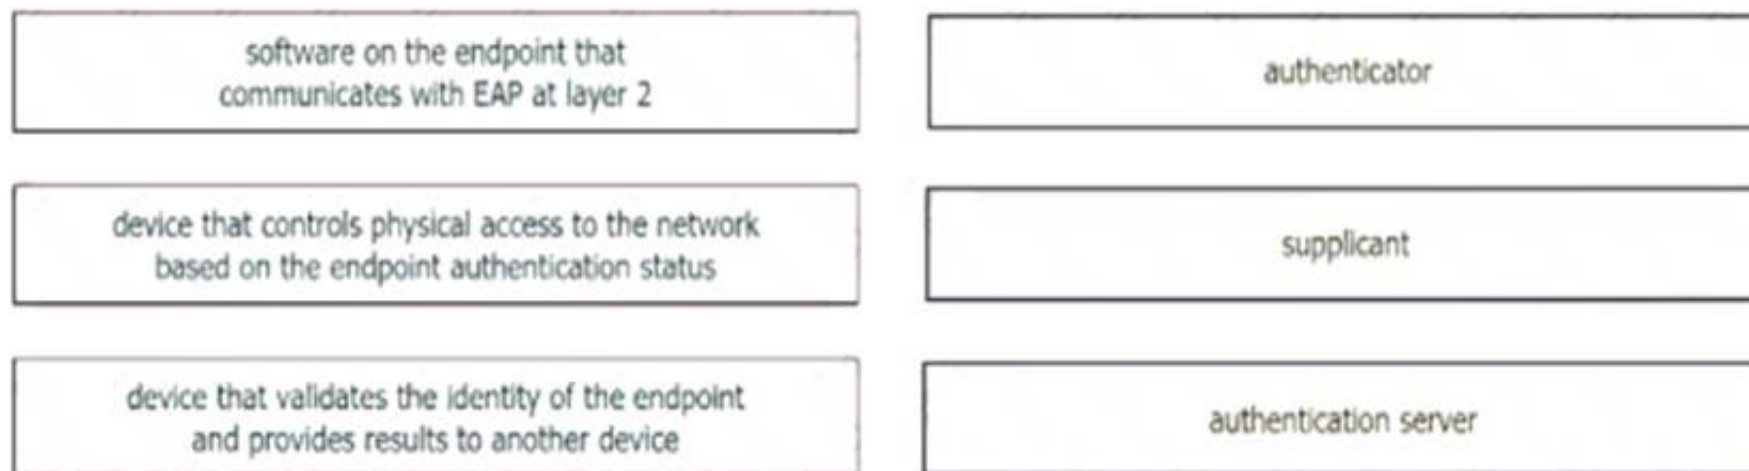 software on the endpoint that
communicates with EAP at layer 2
authenticator
device that controls physical access to the network
based on the endpoint authentication status
supplicant
device that validates the identity of the endpoint
and provides results to another device
authentication server